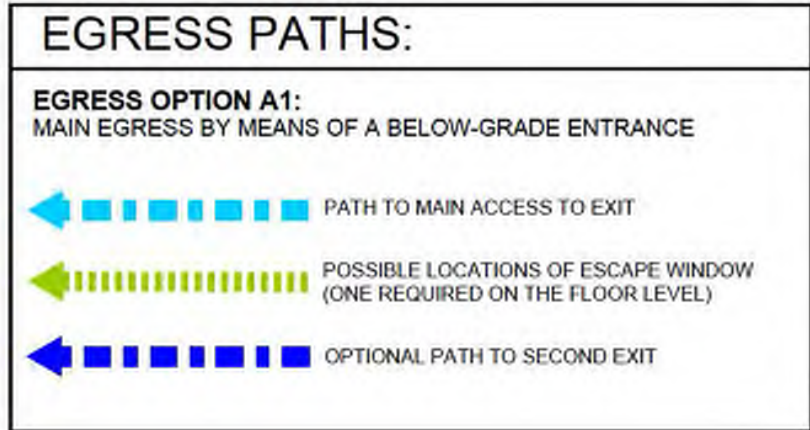 EGRESS PATHS:
EGRESS OPTION A1:
MAIN EGRESS BY MEANS OF A BELOW-GRADE ENTRANCE
PATH TO MAIN ACCESS TO EXIT
POSSIBLE LOCATIONS OF ESCAPE WINDOW
(ONE REQUIRED ON THE FLOOR LEVEL)
OPTIONAL PATH TO SECOND EXIT